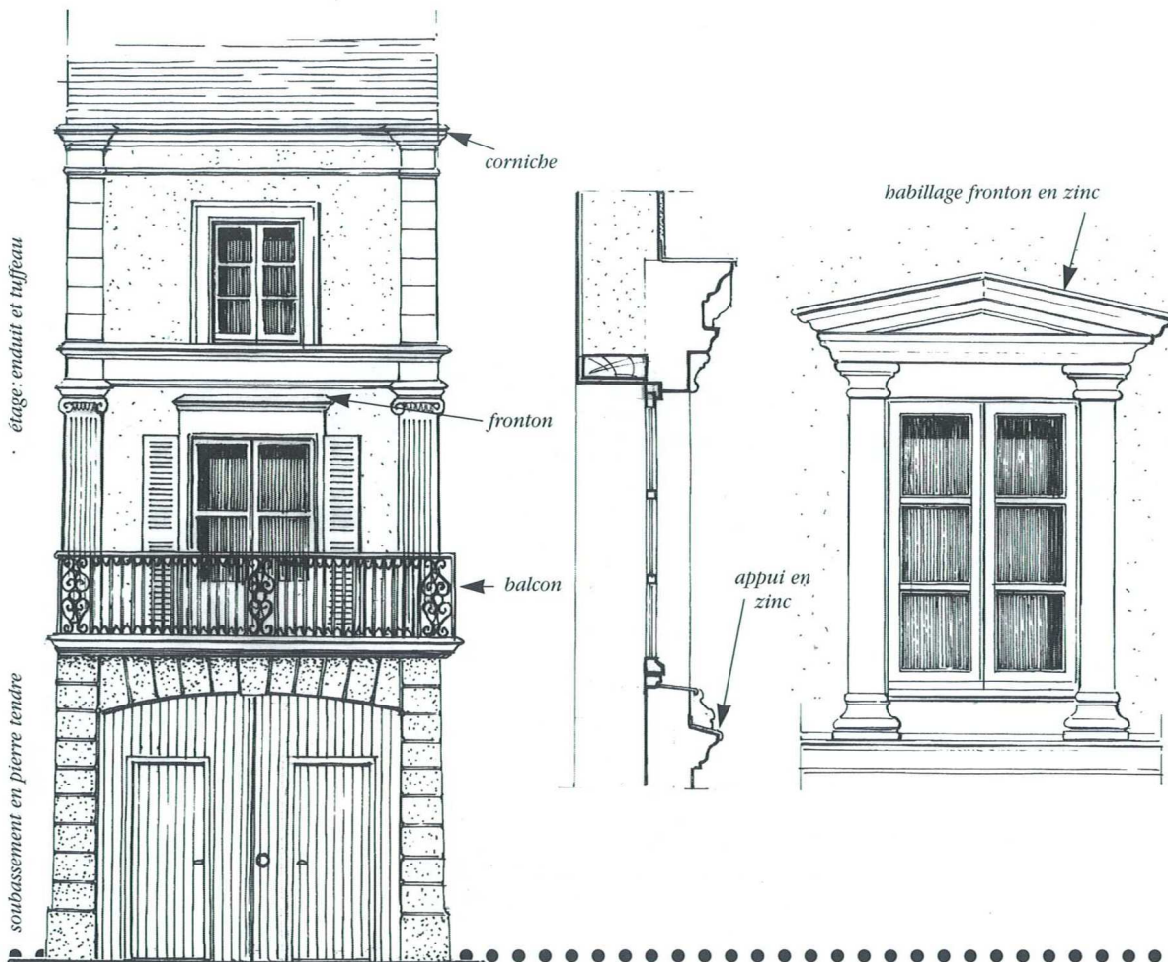 corniche
habillage fronton en zinc
étage: enduit et tuffeau
fronton
balcon
appui en
zinc
soubassement en pierre tendre